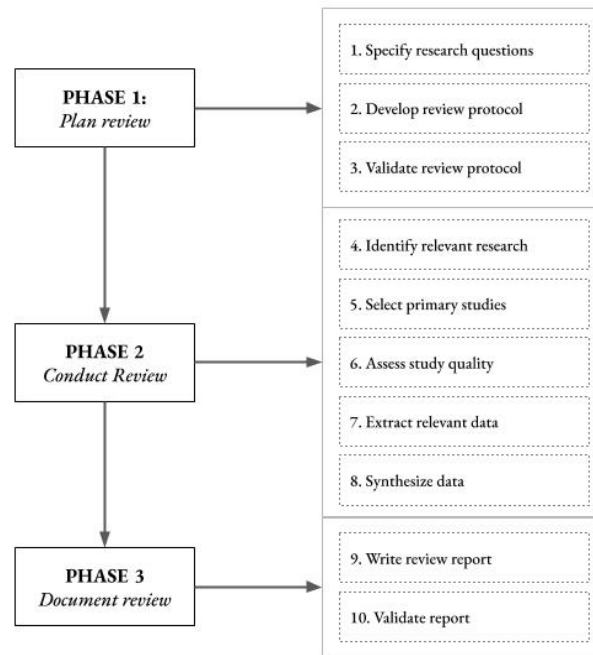 PHASE 1:
Plan review
1. Specify research questions
2. Develop review protocol
3. Validate review protocol
PHASE 2
Conduct Review
4. Identify relevant research
5. Select primary studies
6. Assess study quality
7. Extract relevant data
8. Synthesize data
PHASE 3
Document review
9. Write review report
10. Validate report